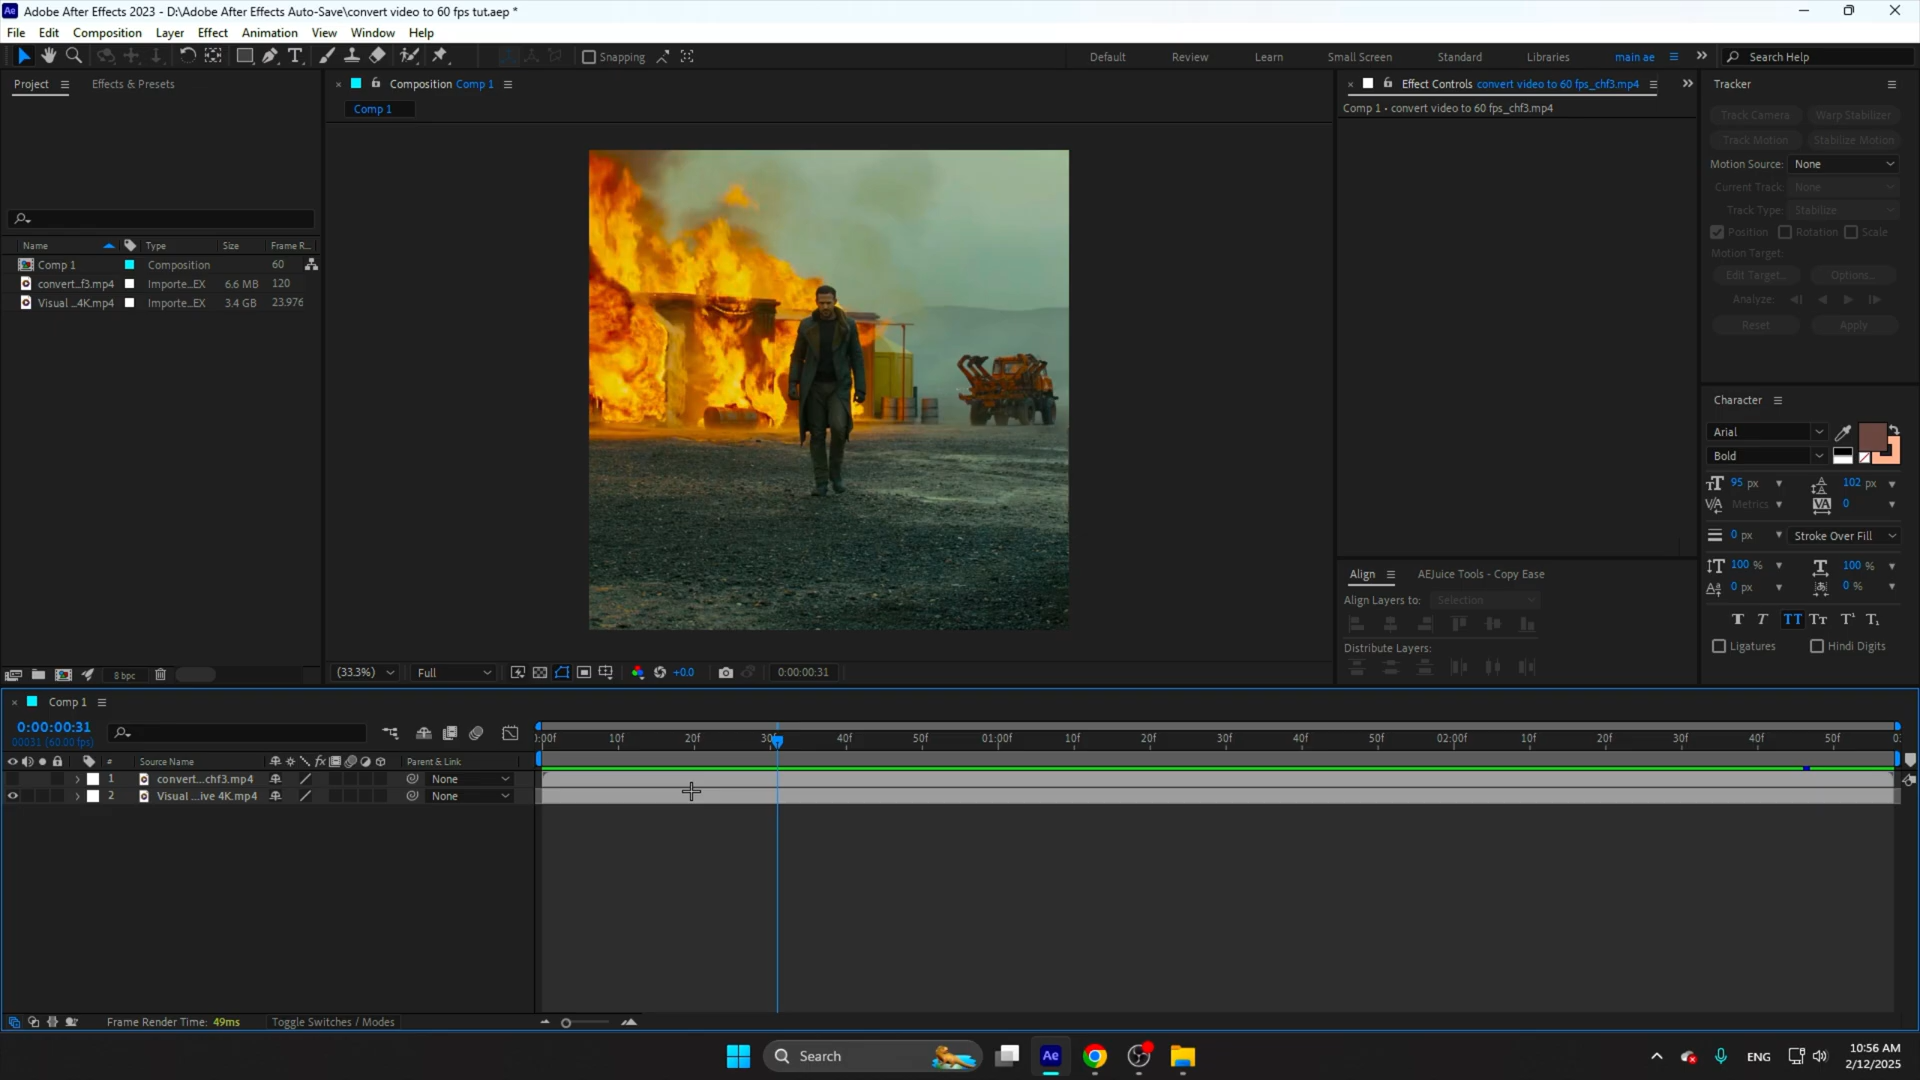 Ae Adobe After Effects 2023 - D:\Adobe After Effects Auto-Save\convert video to 60 fps tut.aep *
File Edit Composition Layer Effect Animation View Window Help
Snapping Default Review Learn Small Screen Standard Libraries main ae Search Help
Project Effects & Presets Composition Comp 1 Effect Controls convert video to 60 fps_chf3.mp4 Tracker
Comp 1 Comp 1 • convert video to 60 fps_chf3.mp4
Track Camera Warp Stabilizer
Track Motion Stabilize Motion
Motion Source: None
Current Track: None
Track Type: Stabilize
Position Rotation Scale
Motion Target:
Edit Target... Options...
Analyze:
Reset Apply
Name Type Size Frame R...
Comp 1 Composition 60
convert...f3.mp4 Importe...EX 6.6 MB 120
Visual ...4K.mp4 Importe...EX 3.4 GB 23.976
Character
Arial
Bold
95 px 102 px
Metrics 0
0 px Stroke Over Fill
100 % 100 %
0 px 0 %
T T TT Tт T¹ T₁
Ligatures Hindi Digits
Align AEJuice Tools - Copy Ease
Align Layers to: Selection
Distribute Layers:
8 bpc (33.3%) Full +0.0 0:00:00:31
Comp 1
0:00:00:31
00031 (60.00 fps)
:00f 10f 20f 30f 40f 50f 01:00f 10f 20f 30f 40f 50f 02:00f 10f 20f 30f 40f 50f 0:
# Source Name fx Parent & Link
1 convert...chf3.mp4 None
2 Visual ...ive 4K.mp4 None
Frame Render Time: 49ms Toggle Switches / Modes
Search Ae ENG 10:56 AM
2/12/2025